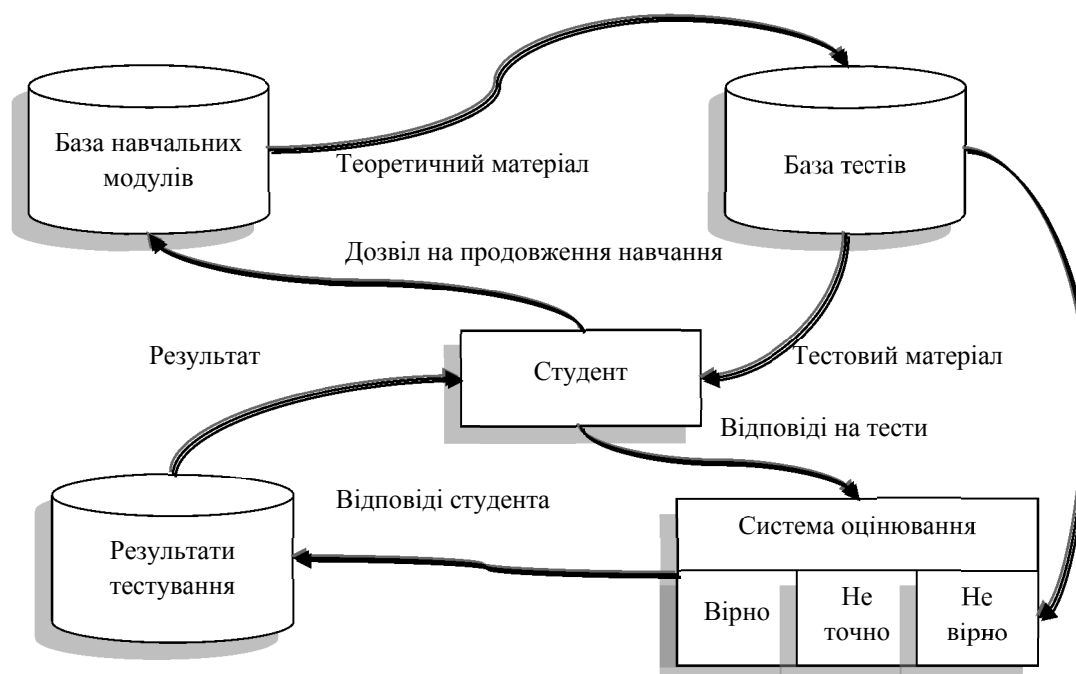 База навчальних
модулів
Теоретичний матеріал
База тестів
Дозвіл на продовження навчання
Результат
Студент
Тестовий матеріал
Відповіді на тести
Відповіді студента
Система оцінювання
Результати
тестування
Вірно
Не
точно
Не
вірно